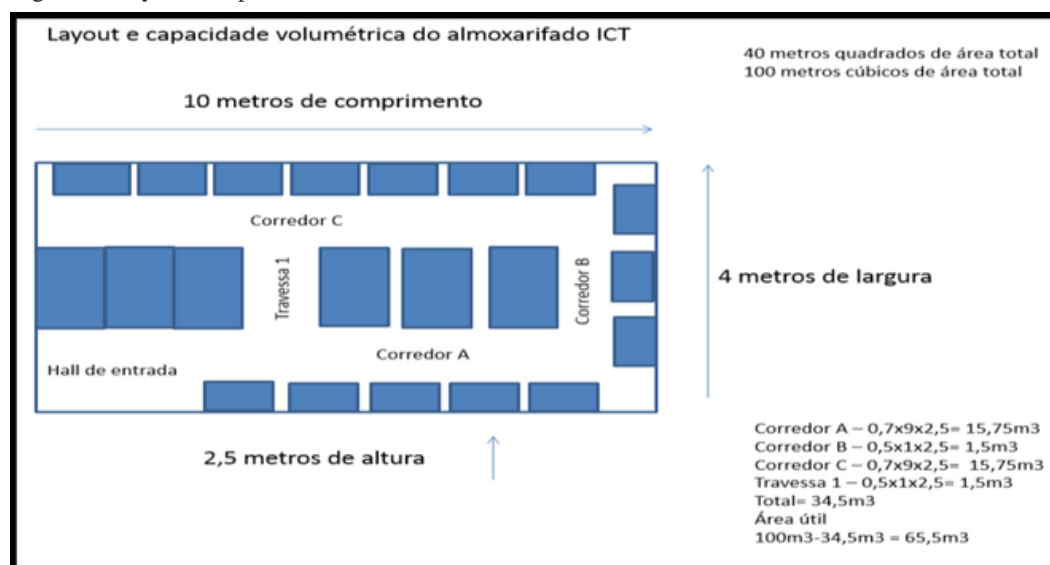 Layout e capacidade volumétrica do almoxarifado ICT
40 metros quadrados de área total
100 metros cúbicos de área total
10 metros de comprimento
Corredor C
Travessa 1
Corredor B
4 metros de largura
Corredor A
Hall de entrada
2,5 metros de altura
Corredor A – 0,7x9x2,5= 15,75m3
Corredor B – 0,5x1x2,5= 1,5m3
Corredor C – 0,7x9x2,5= 15,75m3
Travessa 1 – 0,5x1x2,5= 1,5m3
Total= 34,5m3
Área útil
100m3-34,5m3 = 65,5m3